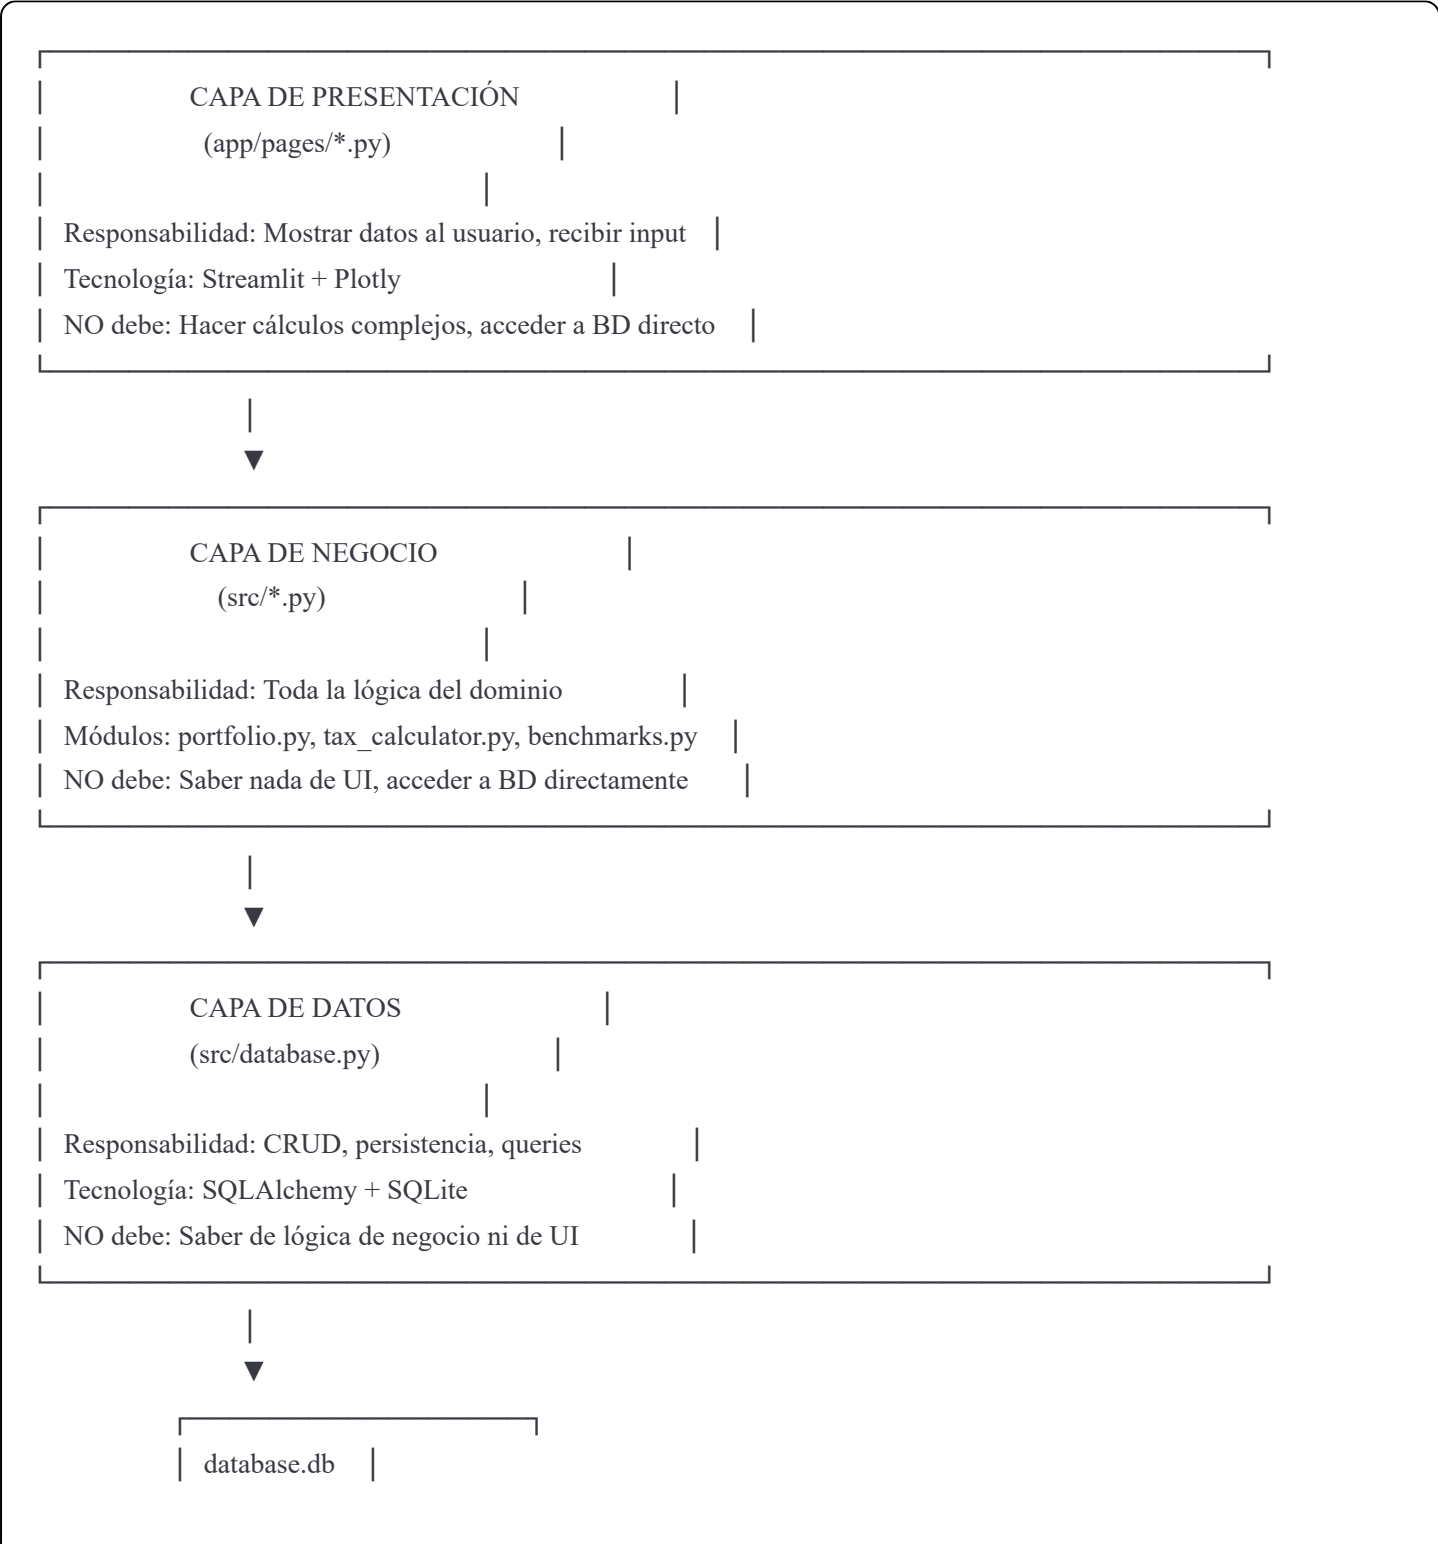 CAPA DE PRESENTACIÓN
(app/pages/*.py)
Responsabilidad: Mostrar datos al usuario, recibir input
Tecnología: Streamlit + Plotly
NO debe: Hacer cálculos complejos, acceder a BD directo
▼
CAPA DE NEGOCIO
(src/*.py)
Responsabilidad: Toda la lógica del dominio
Módulos: portfolio.py, tax_calculator.py, benchmarks.py
NO debe: Saber nada de UI, acceder a BD directamente
▼
CAPA DE DATOS
(src/database.py)
Responsabilidad: CRUD, persistencia, queries
Tecnología: SQLAlchemy + SQLite
NO debe: Saber de lógica de negocio ni de UI
▼
database.db